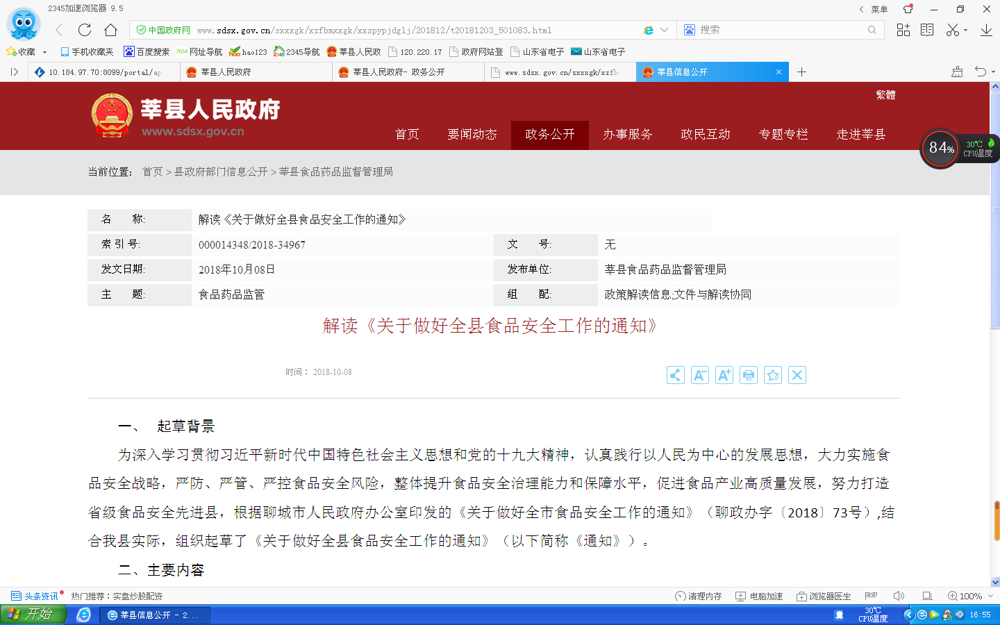 2345加速浏览器 9.5
菜单
中国政府网 www.sdsx.gov.cn/sxxxgk/xzfbmxxgk/xxspypjdglj/201812/t20181203_501083.html
搜索
收藏 手机收藏夹 百度搜索 7654 网址导航 hao123 2345 2345导航 莘县人民政 120.220.17 政府网站登 山东省电子 山东省电子
10.184.97.70:8099/portal/ap 莘县人民政府 莘县人民政府- 政务公开 www.sdsx.gov.cn/sxxxgk/xzfb 莘县信息公开
繁體
莘县人民政府
www.sdsx.gov.cn
首页 要闻动态 政务公开 办事服务 政民互动 专题专栏 走进莘县
84% 30℃ CPU温度
当前位置： 首页 > 县政府部门信息公开 > 莘县食品药品监督管理局
名 称: 解读《关于做好全县食品安全工作的通知》
索 引 号: 000014348/2018-34967 文 号: 无
发文日期: 2018年10月08日 发布单位: 莘县食品药品监督管理局
主 题: 食品药品监管 组 配: 政策解读信息;文件与解读协同
解读《关于做好全县食品安全工作的通知》
时间： 2018-10-08
A- A+
一、 起草背景
为深入学习贯彻习近平新时代中国特色社会主义思想和党的十九大精神，认真践行以人民为中心的发展思想，大力实施食
品安全战略，严防、严管、严控食品安全风险，整体提升食品安全治理能力和保障水平，促进食品产业高质量发展，努力打造
省级食品安全先进县，根据聊城市人民政府办公室印发的《关于做好全市食品安全工作的通知》（聊政办字〔2018〕73号）,结
合我县实际，组织起草了《关于做好全县食品安全工作的通知》（以下简称《通知》）。
二、主要内容
头条资讯 热门推荐：实盘炒股配资 清理内存 电脑加速 浏览器医生 100%
开始 莘县信息公开 - 2... 30℃ CPU温度 16:55